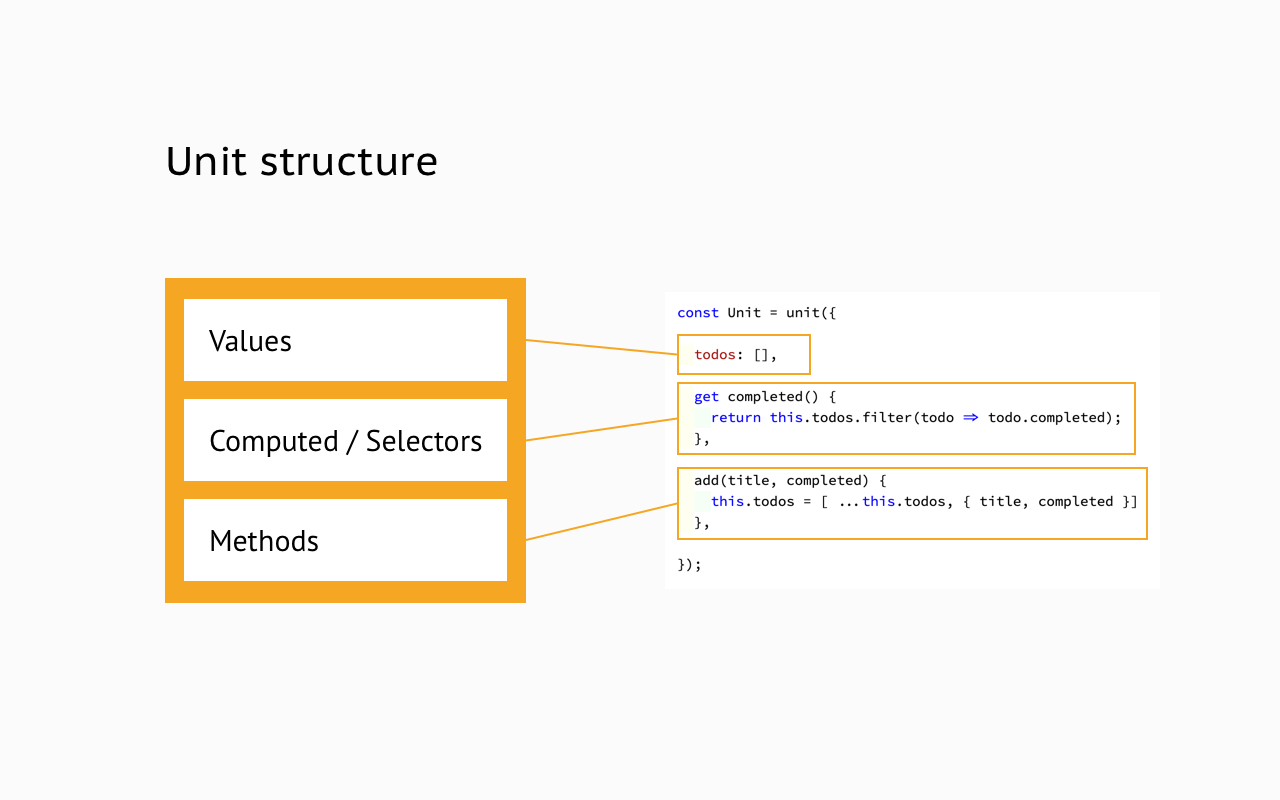 Unit structure
Values
Computed / Selectors
Methods
const Unit = unit({
todos: [],
get completed() {
return this.todos.filter(todo => todo.completed);
},
add(title, completed) {
this.todos = [ ...this.todos, { title, completed }]
},
});